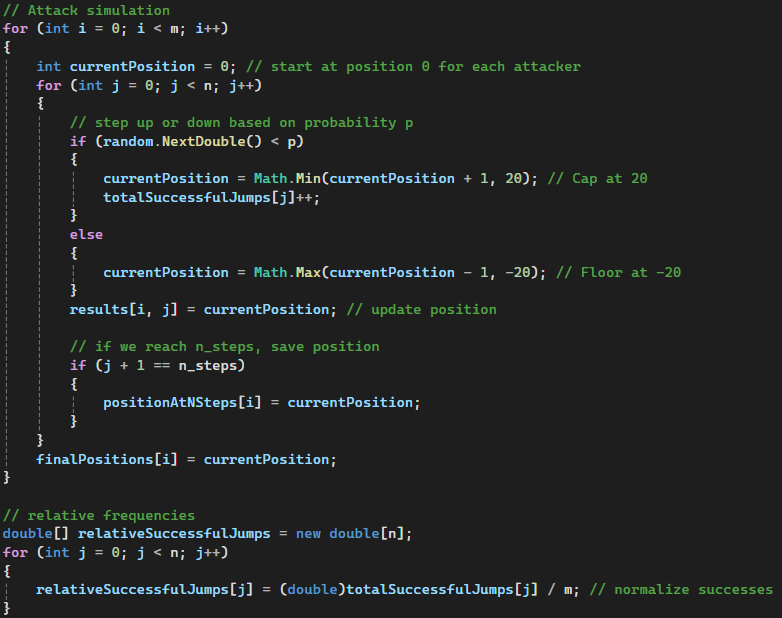 // Attack simulation
for (int i = 0; i < m; i++)
{
    int currentPosition = 0; // start at position 0 for each attacker
    for (int j = 0; j < n; j++)
    {
        // step up or down based on probability p
        if (random.NextDouble() < p)
        {
            currentPosition = Math.Min(currentPosition + 1, 20); // Cap at 20
            totalSuccessfulJumps[j]++;
        }
        else
        {
            currentPosition = Math.Max(currentPosition - 1, -20); // Floor at -20
        }
        results[i, j] = currentPosition; // update position

        // if we reach n_steps, save position
        if (j + 1 == n_steps)
        {
            positionAtNSteps[i] = currentPosition;
        }
    }
    finalPositions[i] = currentPosition;
}

// relative frequencies
double[] relativeSuccessfulJumps = new double[n];
for (int j = 0; j < n; j++)
{
    relativeSuccessfulJumps[j] = (double)totalSuccessfulJumps[j] / m; // normalize successes
}